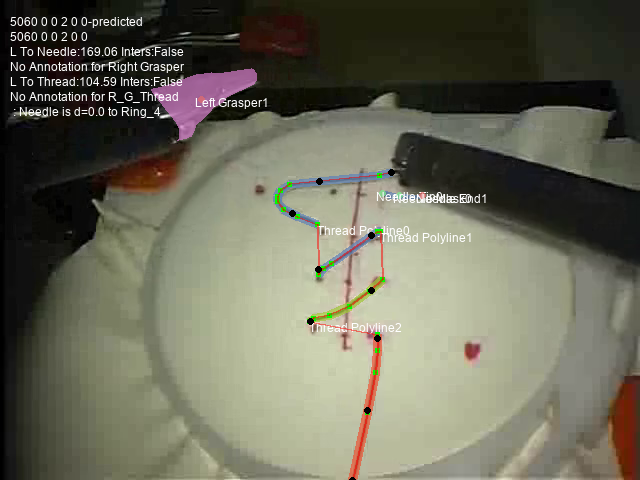 5060 0 0 2 0 0-predicted
5060 0 0 2 0 0
L To Needle:169.06 Inters:False
No Annotation for Right Grasper
L To Thread:104.59 Inters:False
No Annotation for R_G_Thread
: Needle is d=0.0 to Ring_4
Left Grasper1
Thread Polyline0
Thread Polyline1
Thread Polyline2